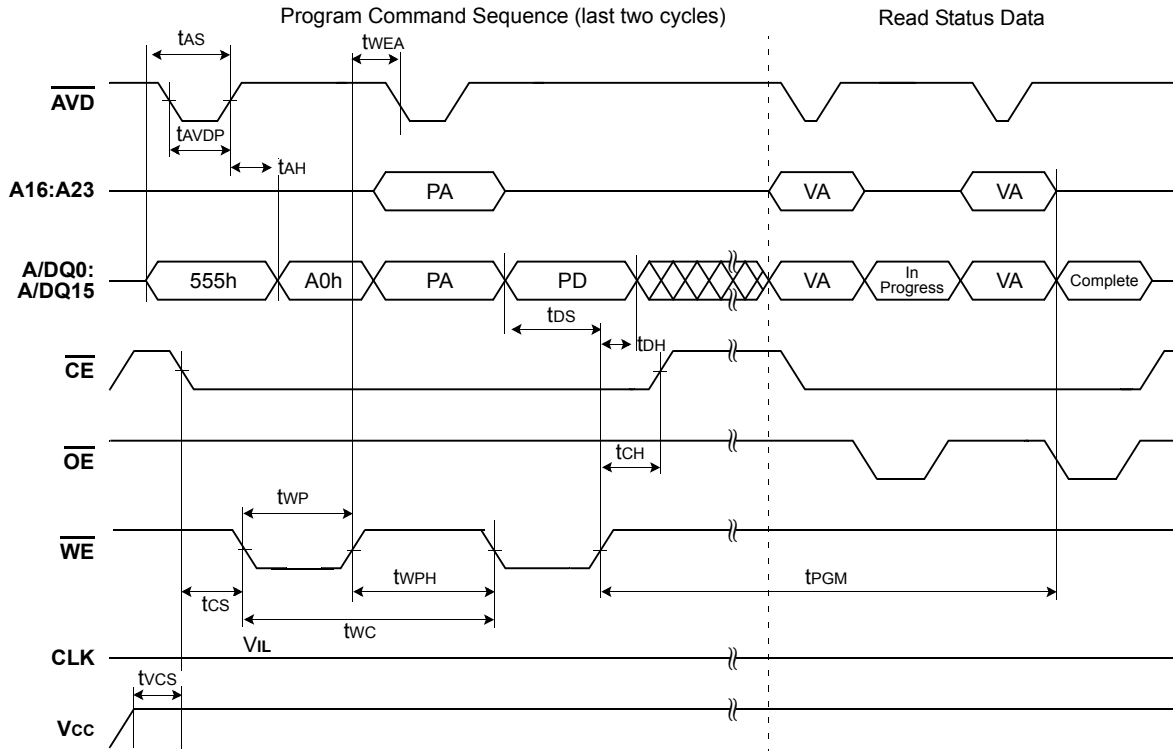 Program Command Sequence (last two cycles)
Read Status Data
tAS
tWEA
AVD
tAVDP
tAH
A16:A23
PA
VA
VA
A/DQ0:
A/DQ15
555h
A0h
PA
PD
VA
In
Progress
VA
Complete
tDS
tDH
CE
OE
tCH
tWP
WE
tWPH
tPGM
tCS
tWC
VIL
CLK
tVCS
Vcc